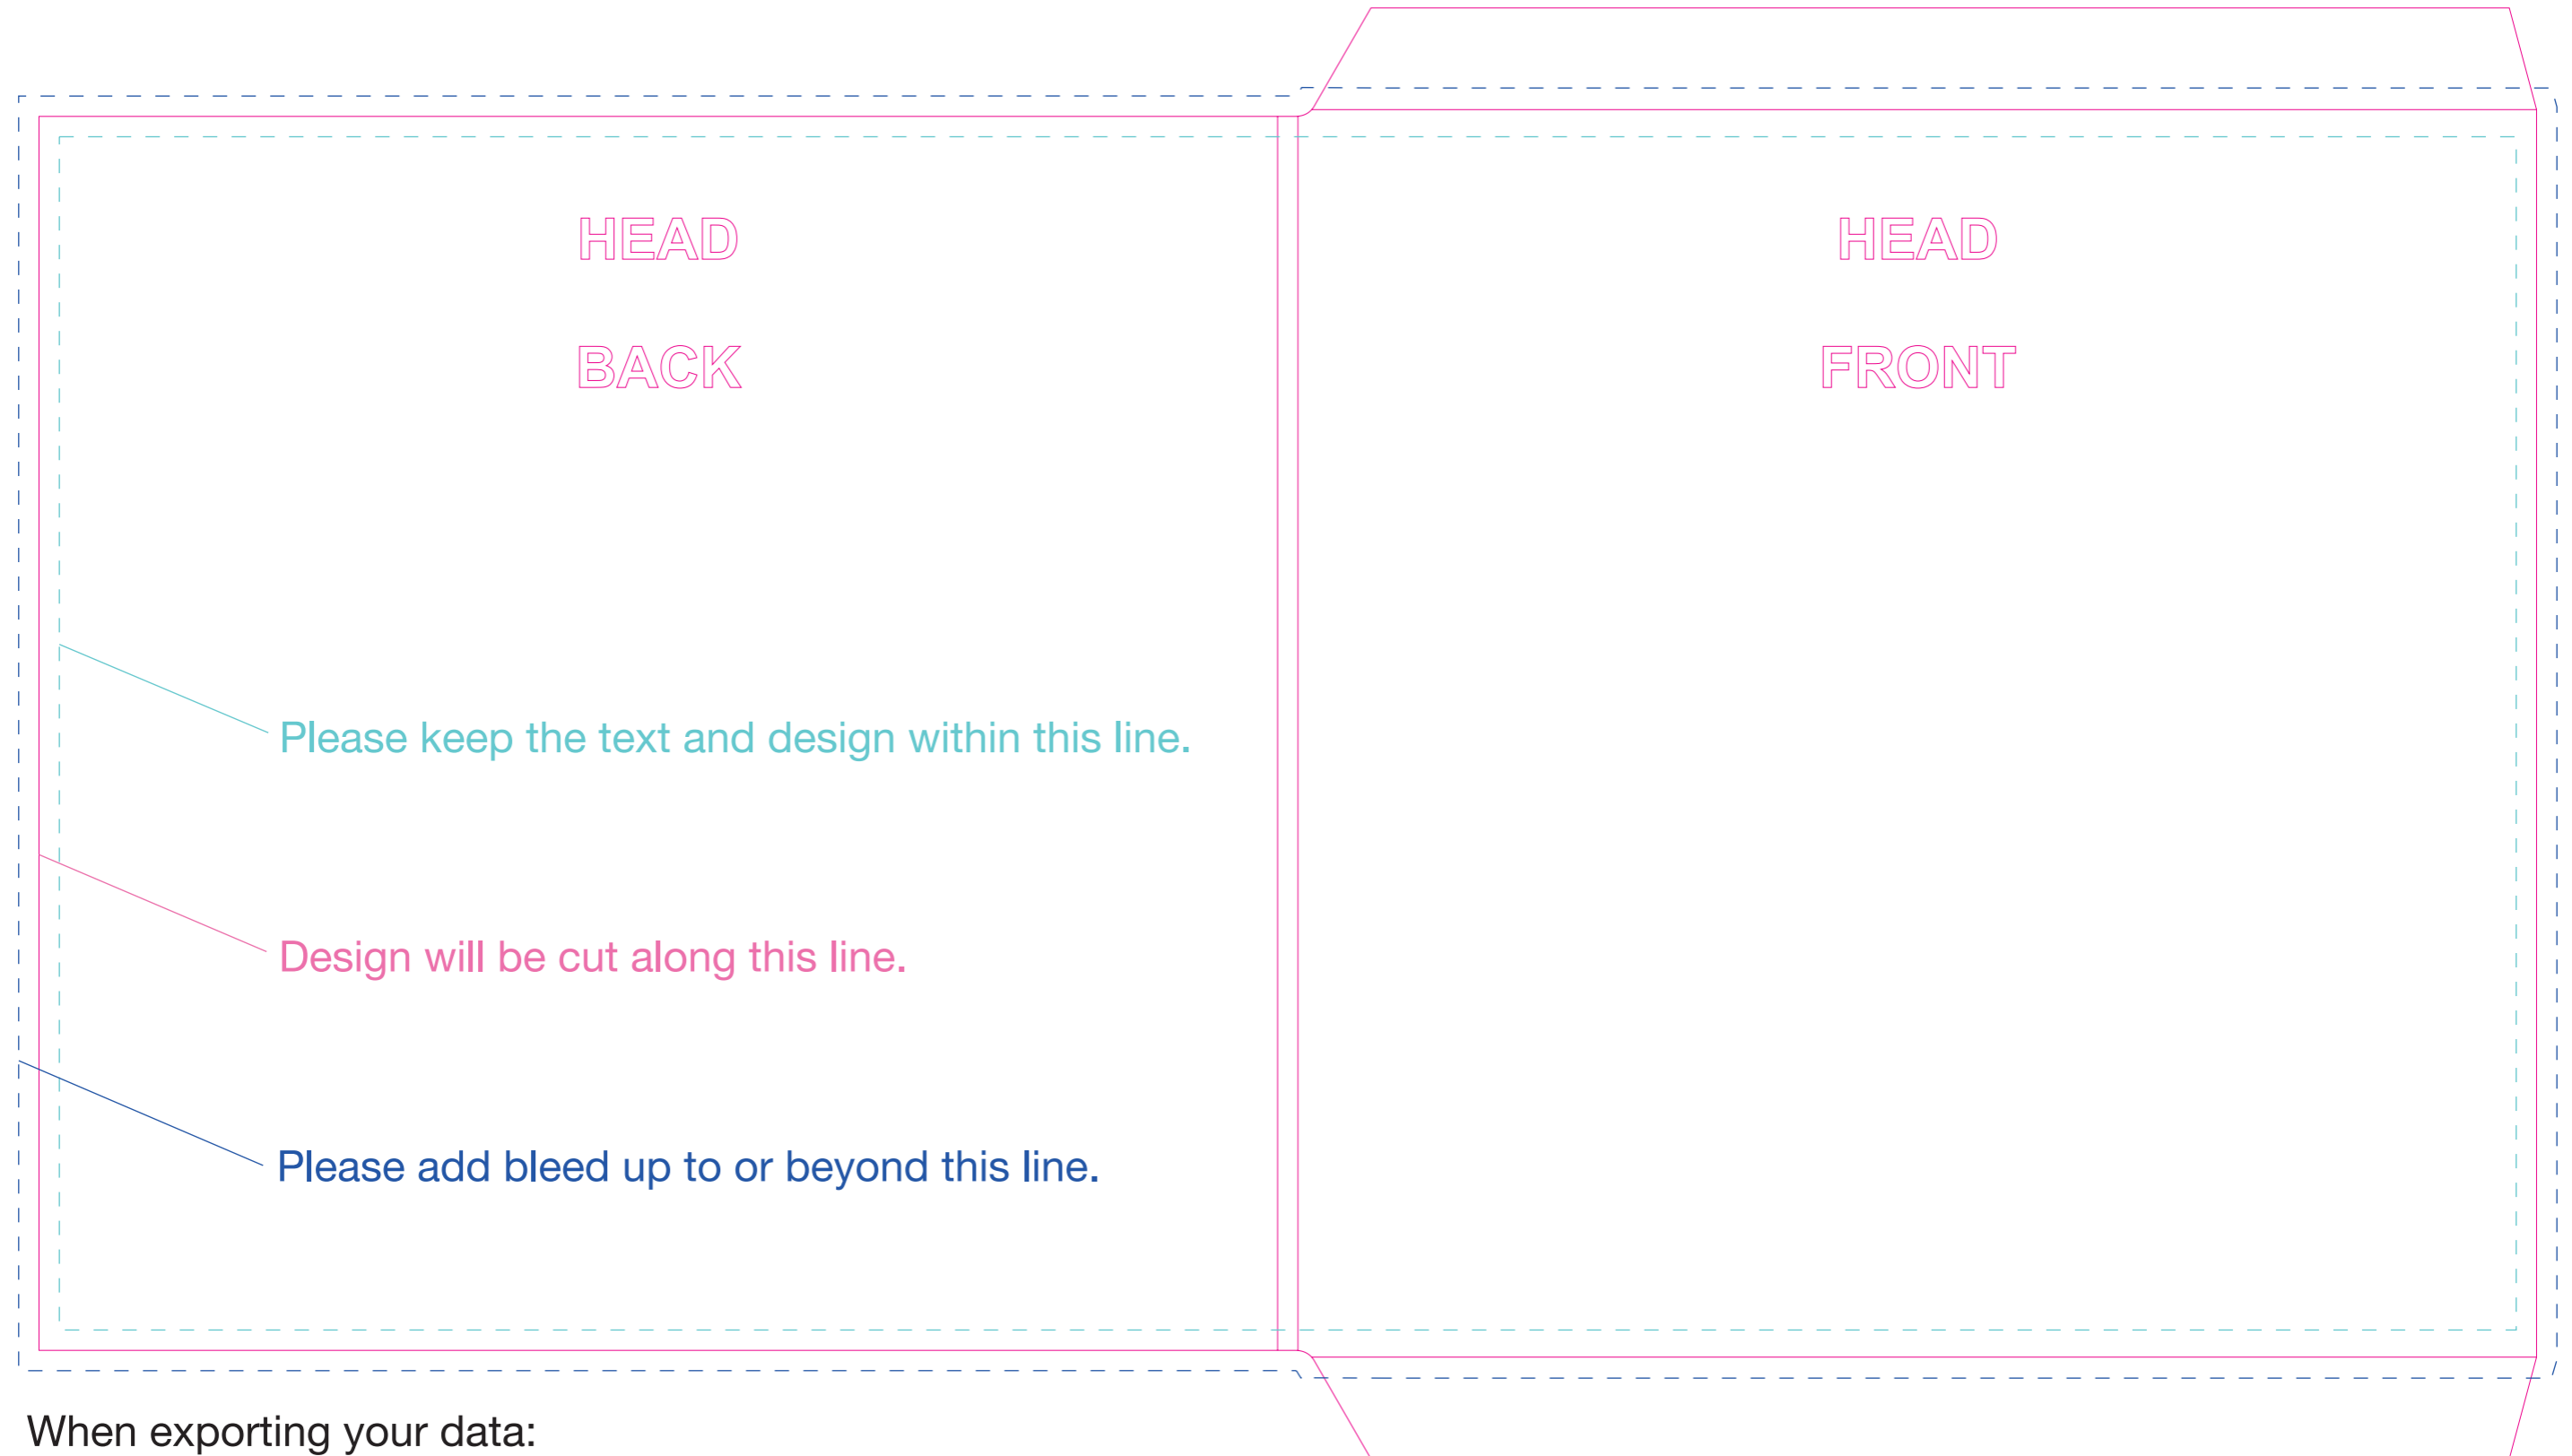 HEAD
BACK
HEAD
FRONT
Please keep the text and design within this line.
Design will be cut along this line.
Please add bleed up to or beyond this line.
When exporting your data: